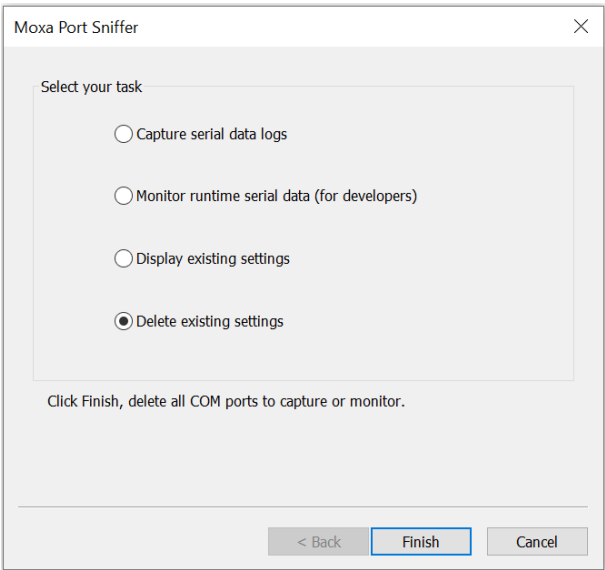 Moxa Port Sniffer
Select your task
Capture serial data logs
Monitor runtime serial data (for developers)
Display existing settings
Delete existing settings
Click Finish, delete all COM ports to capture or monitor.
< Back
Finish
Cancel